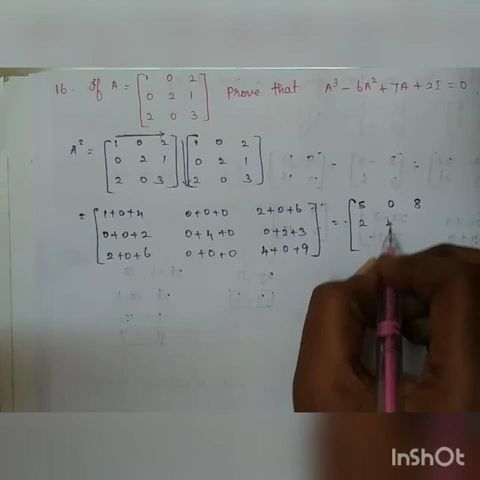 16. If A = [1 0 2
0 2 1
2 0 3] Prove that A³ - 6A² + 7A + 2I = 0
A² = [1 0 2
0 2 1
2 0 3] [1 0 2
0 2 1
2 0 3]
= [1+0+4 0+0+0 2+0+6
0+0+2 0+4+0 0+2+3
2+0+6 0+0+0 4+0+9] = [5 0 8
2 4
InShOt